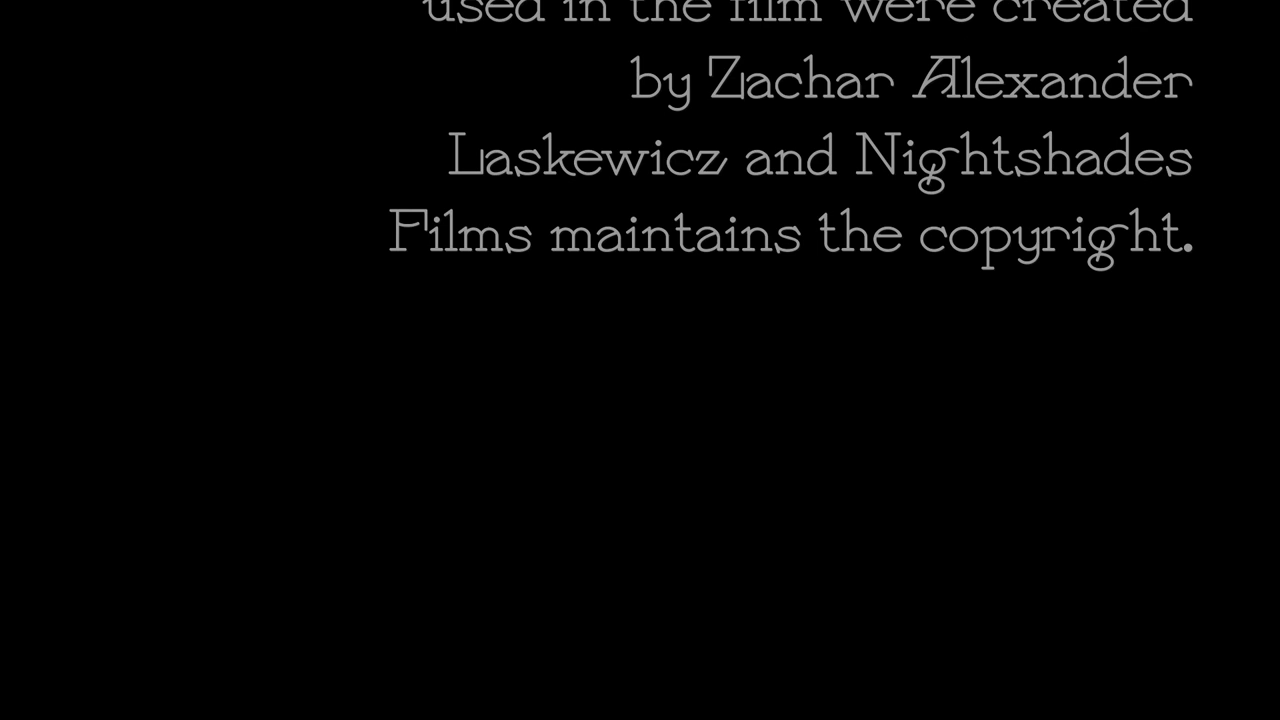 used in the film were created
by Zachar Alexander
Laskewicz and Nightshades
Films maintains the copyright.